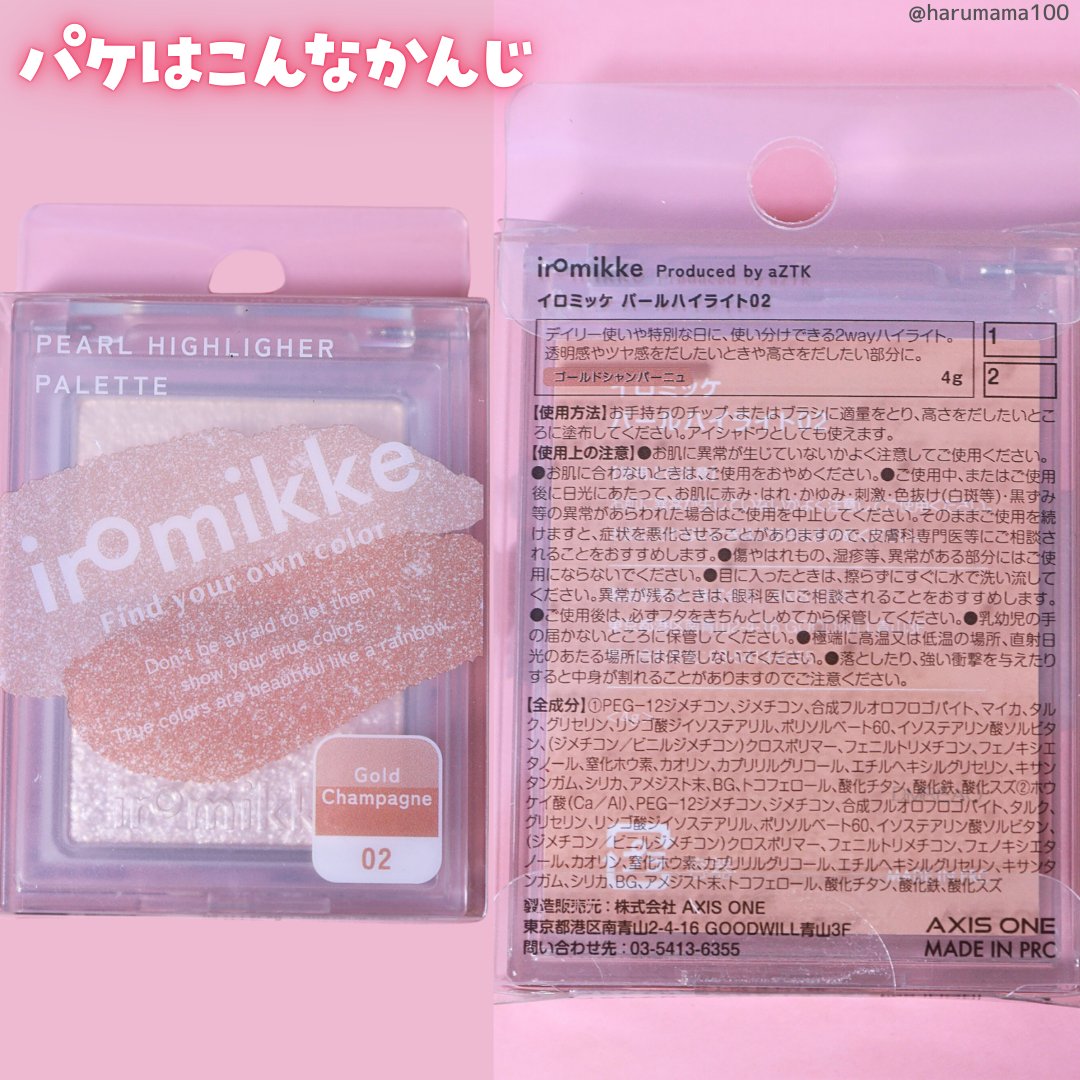 @harumama100
パケはこんなかんじ
PEARL HIGHLIGHER
PALETTE
iromikke
Find your own color
Don't be afraid to let them
show your true colors
True colors are beautiful like a rainbow.
iromikke
Gold
Champagne
02
iromikke Produced by aZTK
イロミッケ パールハイライト02
デイリー使いや特別な日に、使い分けできる2wayハイライト。
透明感やツヤ感をだしたいときや高さをだしたい部分に。
ゴールドシャンパーニュ
4g
1
2
イロミッケ
パールハイライト02
【使用方法】お手持ちのチップ、またはブラシに適量をとり、高さをだしたいとこ
ろに塗布してください。アイシャドウとしても使えます。
【使用上の注意】●お肌に異常が生じていないかよく注意してご使用ください。
●お肌に合わないときは、ご使用をおやめください。●ご使用中、またはご使用
後に日光にあたって、お肌に赤み・はれ・かゆみ・刺激・色抜け(白斑等)・黒ずみ
等の異常があらわれた場合はご使用を中止してください。そのままご使用を続
けますと、症状を悪化させることがありますので、皮膚科専門医等にご相談さ
れることをおすすめします。●傷やはれもの、湿疹等、異常がある部分にはご使
用にならないでください。●目に入ったときは、擦らずにすぐに水で洗い流して
ください。異常が残るときは、眼科医にご相談されることをおすすめします。
●ご使用後は、必ずフタをきちんとしめてから保管してください。●乳幼児の手
の届かないところに保管してください。●極端に高温又は低温の場所、直射日
光のあたる場所には保管しないでください。●落としたり、強い衝撃を与えたり
すると中身が割れることがありますのでご注意ください。
【全成分】①PEG-12ジメチコン、ジメチコン、合成フルオロフロゴパイト、マイカ、タル
ク、グリセリン、リンゴ酸ジイソステアリル、ポリソルベート60、イソステアリン酸ソルビ
タン、(ジメチコン/ビニルジメチコン)クロスポリマー、フェニルトリメチコン、フェノキシエ
タノール、窒化ホウ素、カオリン、カプリリルグリコール、エチルヘキシルグリセリン、キサン
タンガム、シリカ、アメジスト末、BG、トコフェロール、酸化チタン、酸化鉄、酸化スズ②ホウ
ケイ酸(Ca/Al)、PEG-12ジメチコン、ジメチコン、合成フルオロフロゴパイト、タルク、
グリセリン、リンゴ酸ジイソステアリル、ポリソルベート60、イソステアリン酸ソルビタン、
(ジメチコン/ビニルジメチコン)クロスポリマー、フェニルトリメチコン、フェノキシエタ
ノール、カオリン、窒化ホウ素、カプリリルグリコール、エチルヘキシルグリセリン、キサンタ
ンガム、シリカ、BG、アメジスト末、トコフェロール、酸化チタン、酸化鉄、酸化スズ
製造販売元:株式会社 AXIS ONE
東京都港区南青山2-4-16 GOODWILL青山3F
問い合わせ先:03-5413-6355
AXIS ONE
MADE IN PRC